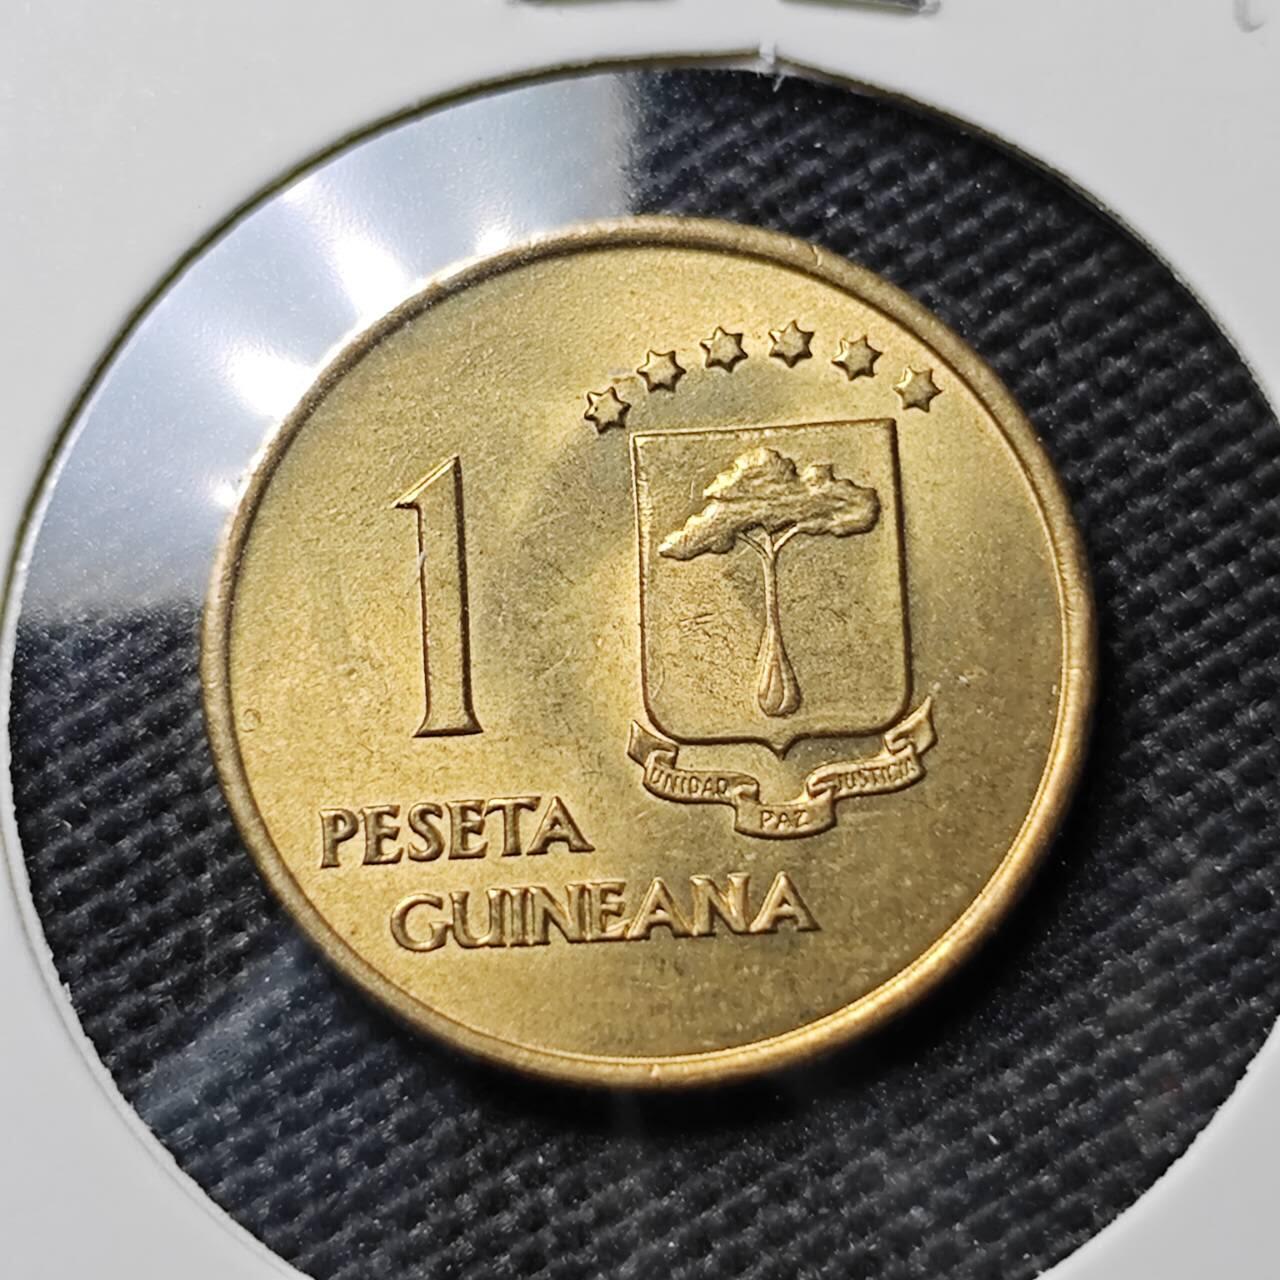 1
PESETA
GUINEANA
UNIDAD PAZ JUSTICIA